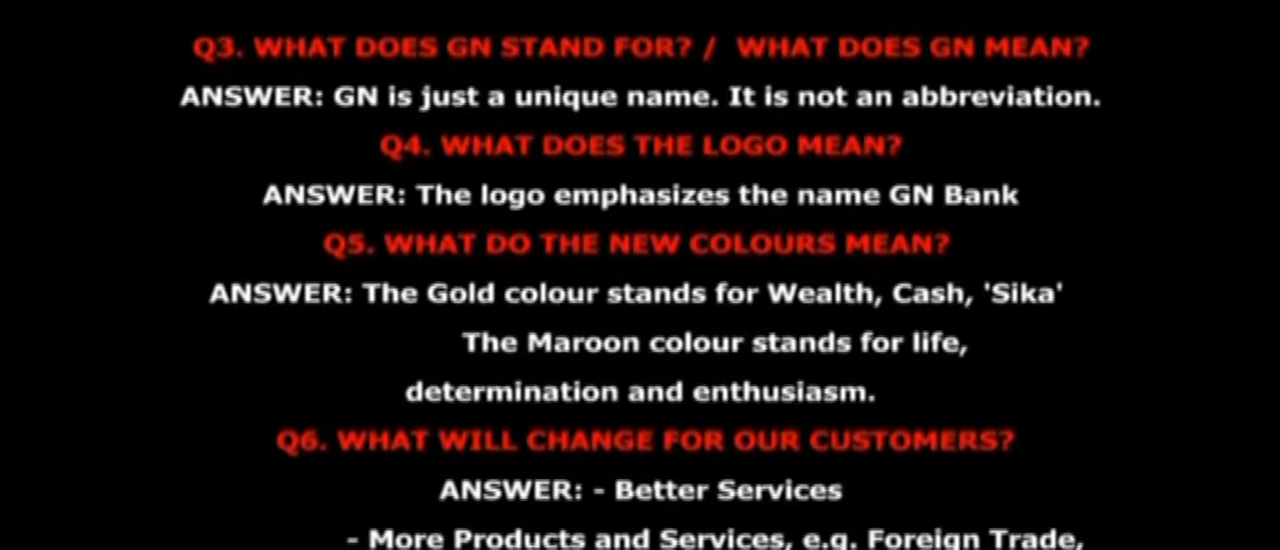 Q3. WHAT DOES GN STAND FOR? / WHAT DOES GN MEAN?
ANSWER: GN is just a unique name. It is not an abbreviation.
Q4. WHAT DOES THE LOGO MEAN?
ANSWER: The logo emphasizes the name GN Bank
Q5. WHAT DO THE NEW COLOURS MEAN?
ANSWER: The Gold colour stands for Wealth, Cash, 'Sika'
The Maroon colour stands for life,
determination and enthusiasm.
Q6. WHAT WILL CHANGE FOR OUR CUSTOMERS?
ANSWER: - Better Services
- More Products and Services, e.g. Foreign Trade,